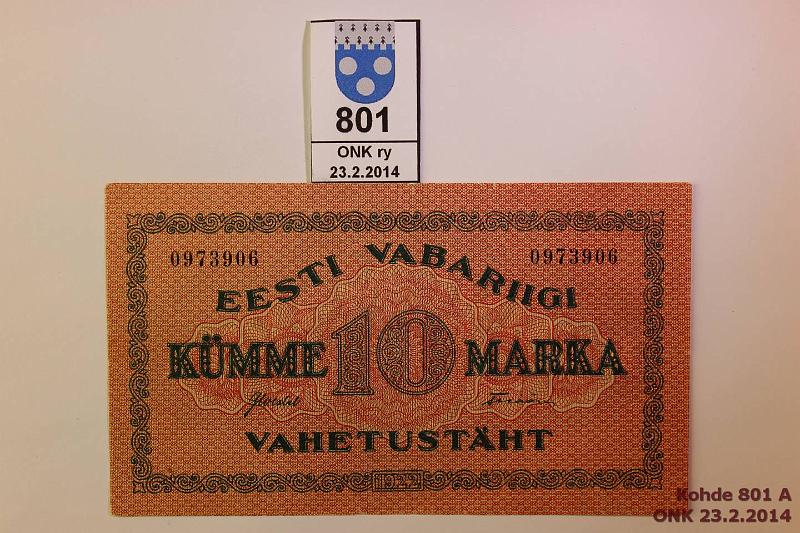 801
ONK ry
23.2.2014
0973906 0973906
EESTI VABARIIGI
KÜMME 10 MARKA
VAHETUSTÄHT
1922
Kohde 801 A
ONK 23.2.2014